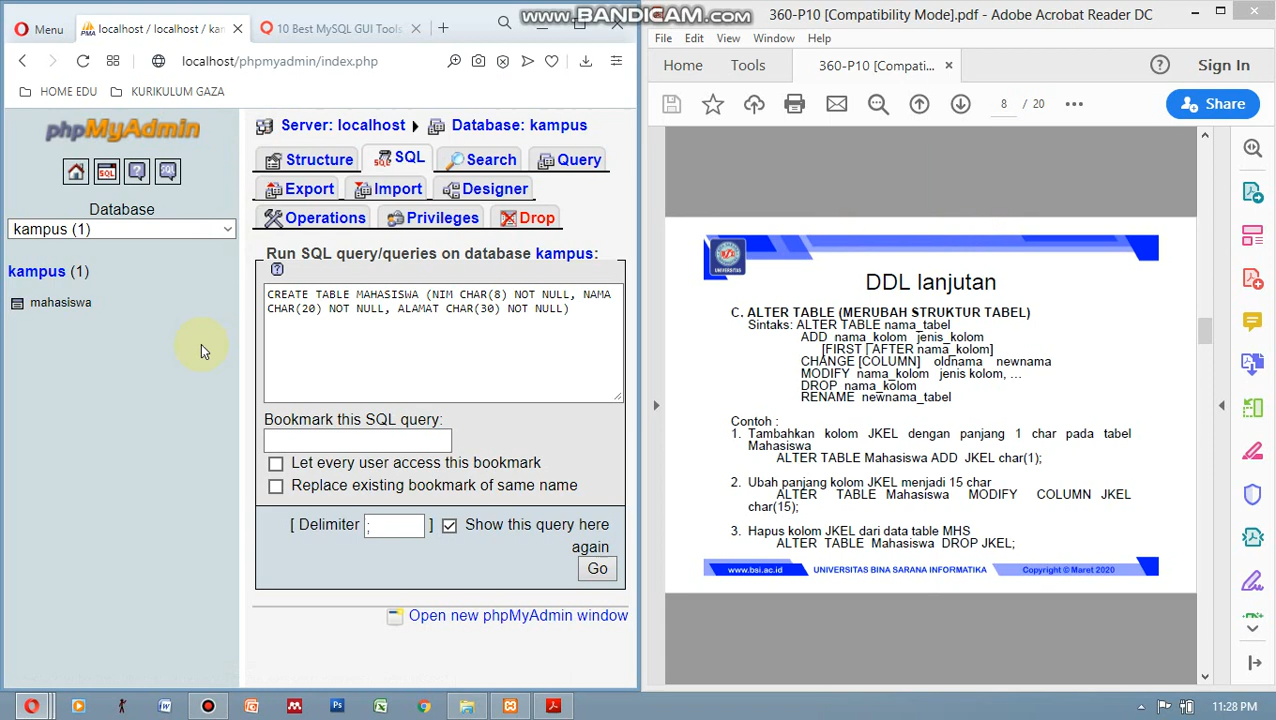 www.BANDICAM.com
Menu
localhost / localhost / kan
10 Best MySQL GUI Tools
localhost/phpmyadmin/index.php
HOME EDU
KURIKULUM GAZA
phpMyAdmin
SQL
Database
kampus (1)
kampus (1)
mahasiswa
Server: localhost
Database: kampus
Structure
SQL
Search
Query
Export
Import
Designer
Operations
Privileges
Drop
Run SQL query/queries on database kampus:
CREATE TABLE MAHASISWA (NIM CHAR(8) NOT NULL, NAMA
CHAR(20) NOT NULL, ALAMAT CHAR(30) NOT NULL)
Bookmark this SQL query:
Let every user access this bookmark
Replace existing bookmark of same name
[ Delimiter ; ] Show this query here
again
Go
Open new phpMyAdmin window
360-P10 [Compatibility Mode].pdf - Adobe Acrobat Reader DC
File Edit View Window Help
Home
Tools
360-P10 [Compati...
Sign In
8 / 20
Share
UNIVERSITAS
DDL lanjutan
C. ALTER TABLE (MERUBAH STRUKTUR TABEL)
Sintaks: ALTER TABLE nama_tabel
ADD nama_kolom jenis_kolom
[FIRST | AFTER nama_kolom]
CHANGE [COLUMN] oldnama newnama
MODIFY nama_kolom jenis kolom, …
DROP nama_kolom
RENAME newnama_tabel
Contoh :
1. Tambahkan kolom JKEL dengan panjang 1 char pada tabel
Mahasiswa
ALTER TABLE Mahasiswa ADD JKEL char(1);
2. Ubah panjang kolom JKEL menjadi 15 char
ALTER TABLE Mahasiswa MODIFY COLUMN JKEL
char(15);
3. Hapus kolom JKEL dari data table MHS
ALTER TABLE Mahasiswa DROP JKEL;
www.bsi.ac.id
UNIVERSITAS BINA SARANA INFORMATIKA
Copyright © Maret 2020
11:28 PM